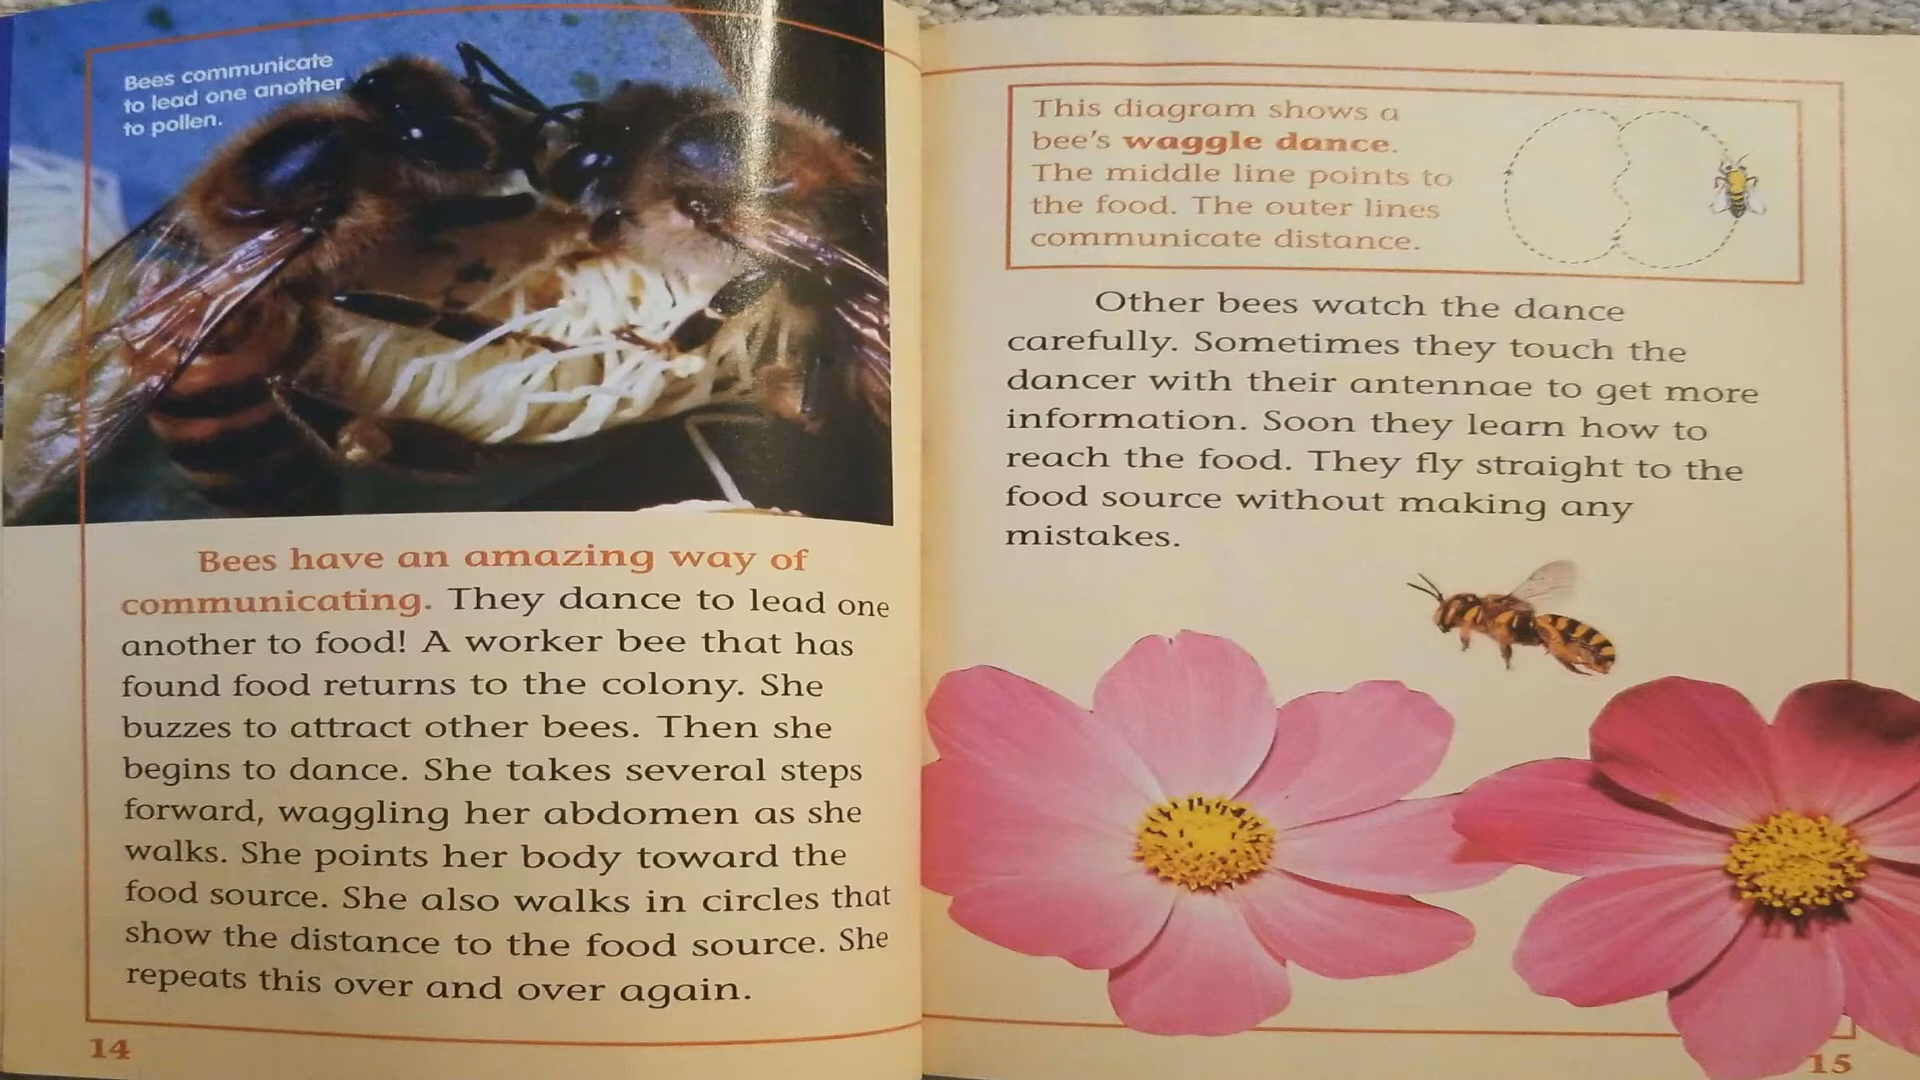 Bees communicate
to lead one another
to pollen.
Bees have an amazing way of
communicating. They dance to lead one
another to food! A worker bee that has
found food returns to the colony. She
buzzes to attract other bees. Then she
begins to dance. She takes several steps
forward, waggling her abdomen as she
walks. She points her body toward the
food source. She also walks in circles that
show the distance to the food source. She
repeats this over and over again.
14
This diagram shows a
bee's waggle dance.
The middle line points to
the food. The outer lines
communicate distance.
Other bees watch the dance
carefully. Sometimes they touch the
dancer with their antennae to get more
information. Soon they learn how to
reach the food. They fly straight to the
food source without making any
mistakes.
15